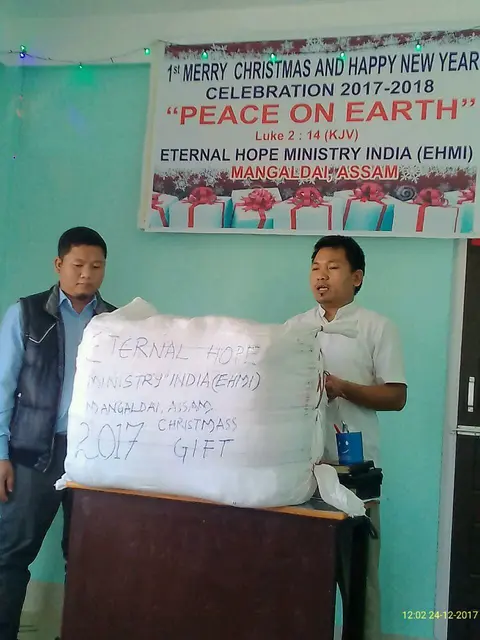 1st MERRY CHRISTMAS AND HAPPY NEW YEAR
CELEBRATION 2017-2018
"PEACE ON EARTH"
Luke 2 : 14 (KJV)
ETERNAL HOPE MINISTRY INDIA (EHMI)
MANGALDAI, ASSAM
ETERNAL HOPE
MINISTRY INDIA (EHMI)
MANGALDAI, ASSAM,
2017 CHRISTMASS
GIFT
12:02 24-12-2017